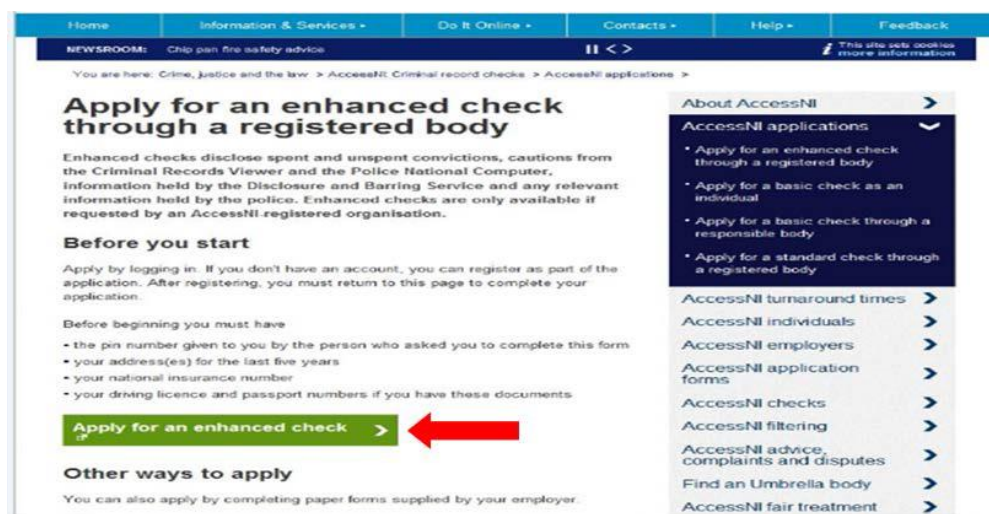 Home Information & Services Do It Online Contacts Help Feedback
NEWSROOM: Chip pan fire safety advice II < > i This site sets cookies
more information
You are here: Crime, justice and the law > AccessNI: Criminal record checks > AccessNI applications >
Apply for an enhanced check
through a registered body
Enhanced checks disclose spent and unspent convictions, cautions from
the Criminal Records Viewer and the Police National Computer,
information held by the Disclosure and Barring Service and any relevant
information held by the police. Enhanced checks are only available if
requested by an AccessNI-registered organisation.
Before you start
Apply by logging in. If you don't have an account, you can register as part of the
application. After registering, you must return to this page to complete your
application.
Before beginning you must have
• the pin number given to you by the person who asked you to complete this form
• your address(es) for the last five years
• your national insurance number
• your driving licence and passport numbers if you have these documents
Apply for an enhanced check >
Other ways to apply
You can also apply by completing paper forms supplied by your employer.
About AccessNI >
AccessNI applications
• Apply for an enhanced check
through a registered body
• Apply for a basic check as an
individual
• Apply for a basic check through a
responsible body
• Apply for a standard check through
a registered body
AccessNI turnaround times >
AccessNI individuals >
AccessNI employers >
AccessNI application
forms >
AccessNI checks >
AccessNI filtering >
AccessNI advice,
complaints and disputes >
Find an Umbrella body >
AccessNI fair treatment >